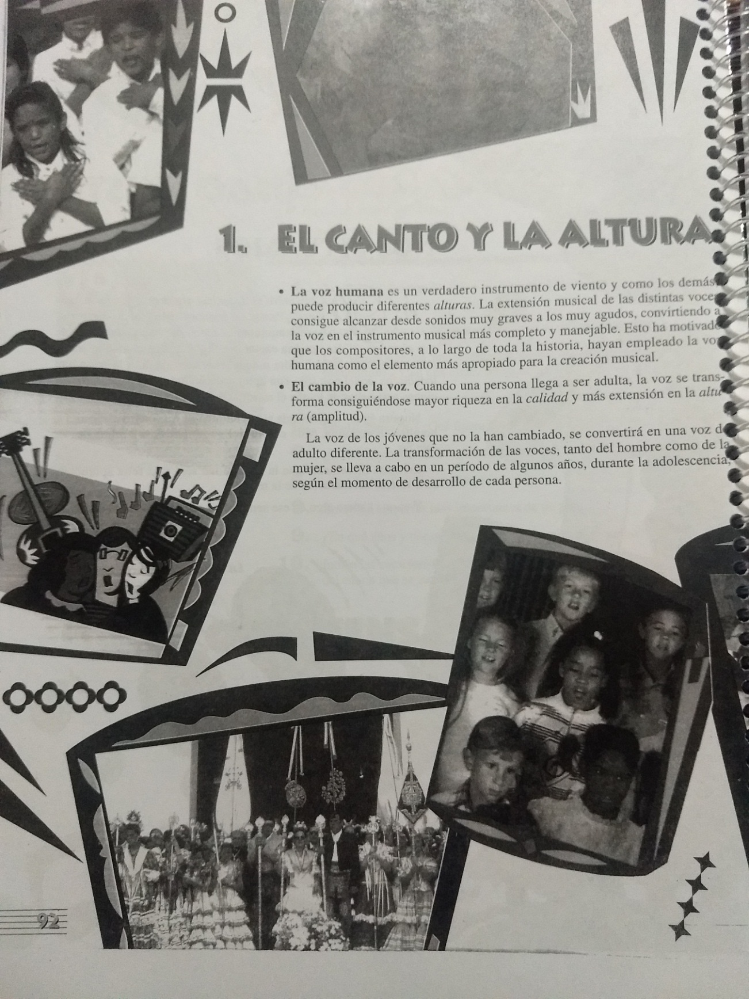 1. EL CANTO Y LA ALTURA
• La voz humana es un verdadero instrumento de viento y como los demás
puede producir diferentes alturas. La extensión musical de las distintas voce
consigue alcanzar desde sonidos muy graves a los muy agudos, convirtiendo a
la voz en el instrumento musical más completo y manejable. Esto ha motivado
que los compositores, a lo largo de toda la historia, hayan empleado la vo
humana como el elemento más apropiado para la creación musical.
• El cambio de la voz. Cuando una persona llega a ser adulta, la voz se trans-
forma consiguiéndose mayor riqueza en la calidad y más extensión en la altu
ra (amplitud).
La voz de los jóvenes que no la han cambiado, se convertirá en una voz d
adulto diferente. La transformación de las voces, tanto del hombre como de la
mujer, se lleva a cabo en un período de algunos años, durante la adolescencia,
según el momento de desarrollo de cada persona.
92